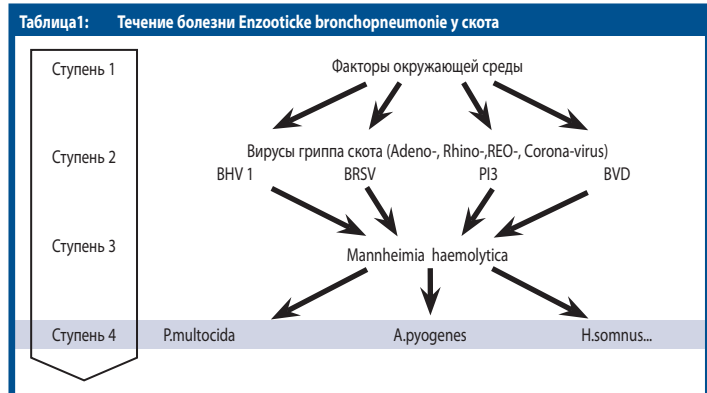 Таблица1: Течение болезни Enzooticke bronchopneumonie у скота
Ступень 1 Факторы окружающей среды
Ступень 2 Вирусы гриппа скота (Adeno-, Rhino-,REO-, Corona-virus)
BHV 1 BRSV PI3 BVD
Ступень 3 Mannheimia haemolytica
Ступень 4 P.multocida A.pyogenes H.somnus...